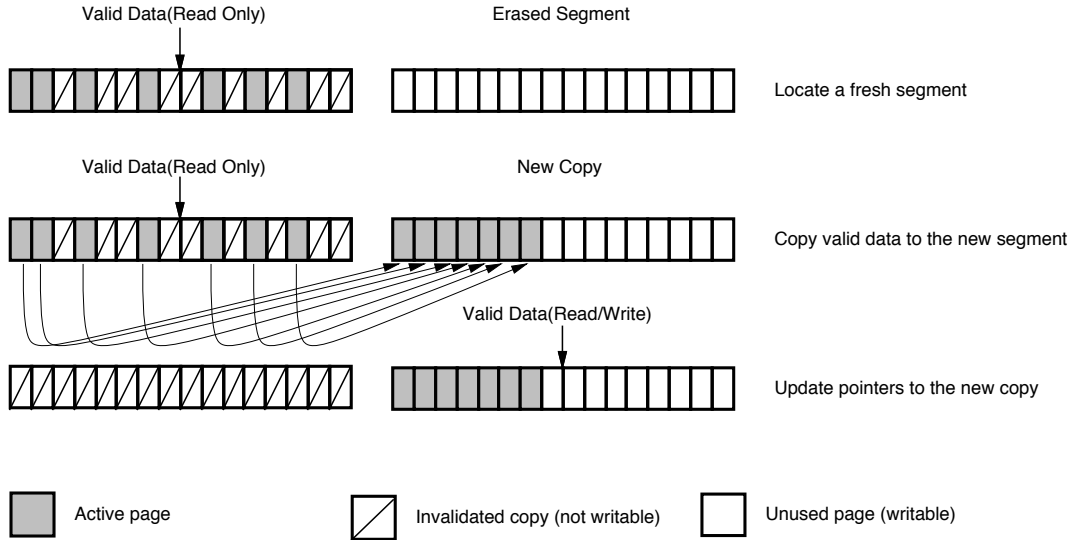 Valid Data(Read Only)
Erased Segment
Locate a fresh segment
Valid Data(Read Only)
New Copy
Copy valid data to the new segment
Valid Data(Read/Write)
Update pointers to the new copy
Active page
Invalidated copy (not writable)
Unused page (writable)